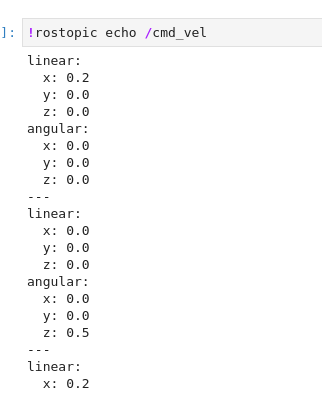 ]: !rostopic echo /cmd_vel
linear:
  x: 0.2
  y: 0.0
  z: 0.0
angular:
  x: 0.0
  y: 0.0
  z: 0.0
---
linear:
  x: 0.0
  y: 0.0
  z: 0.0
angular:
  x: 0.0
  y: 0.0
  z: 0.5
---
linear:
  x: 0.2